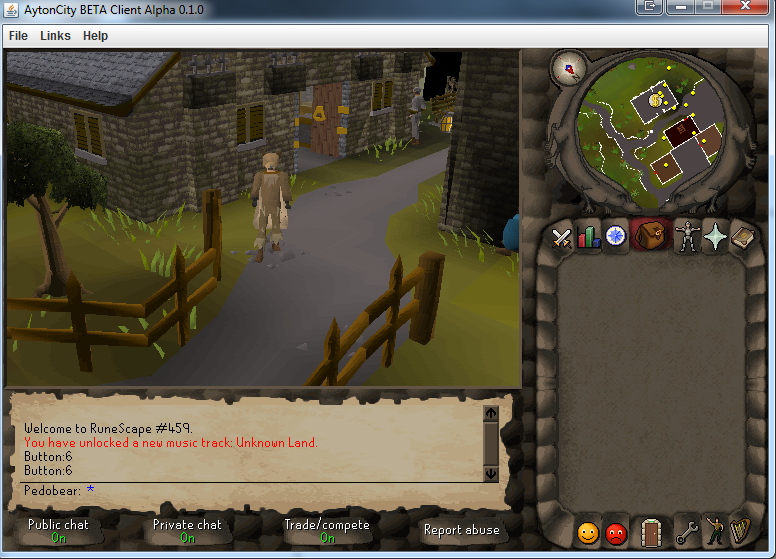 AytonCity BETA Client Alpha 0.1.0
File Links Help
Welcome to RuneScape #459.
You have unlocked a new music track: Unknown Land.
Button:6
Button:6
Pedobear: *
Public chat Private chat Trade/compete Report abuse
On On On